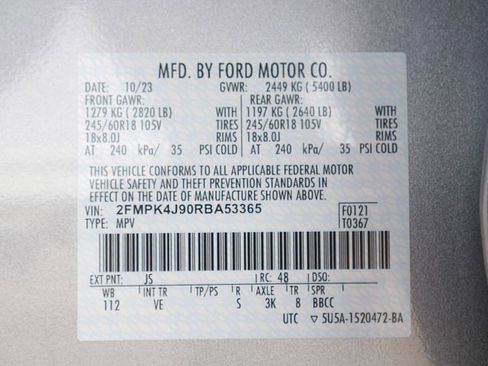 MFD. BY FORD MOTOR CO.
DATE: 10/23 GVWR: 2449 KG ( 5400 LB)
FRONT GAWR: REAR GAWR:
1279 KG ( 2820 LB) WITH 1197 KG ( 2640 LB) WITH
245/60R18 105V TIRES 245/60R18 105V TIRES
18x8.0J RIMS 18x8.0J RIMS
AT 240 kPa/ 35 PSI COLD AT 240 kPa/ 35 PSI COLD
THIS VEHICLE CONFORMS TO ALL APPLICABLE FEDERAL MOTOR
VEHICLE SAFETY AND THEFT PREVENTION STANDARDS IN
EFFECT ON THE DATE OF MANUFACTURE SHOWN ABOVE.
VIN: 2FMPK4J90RBA53365 F0121
TYPE: MPV T0367
EXT PNT: JS RC: 48 DSO:
WB INT TR TP/PS R AXLE TR SPR
112 VE S 3K 8 BBCC
UTC ▽ 5U5A-1520472-BA